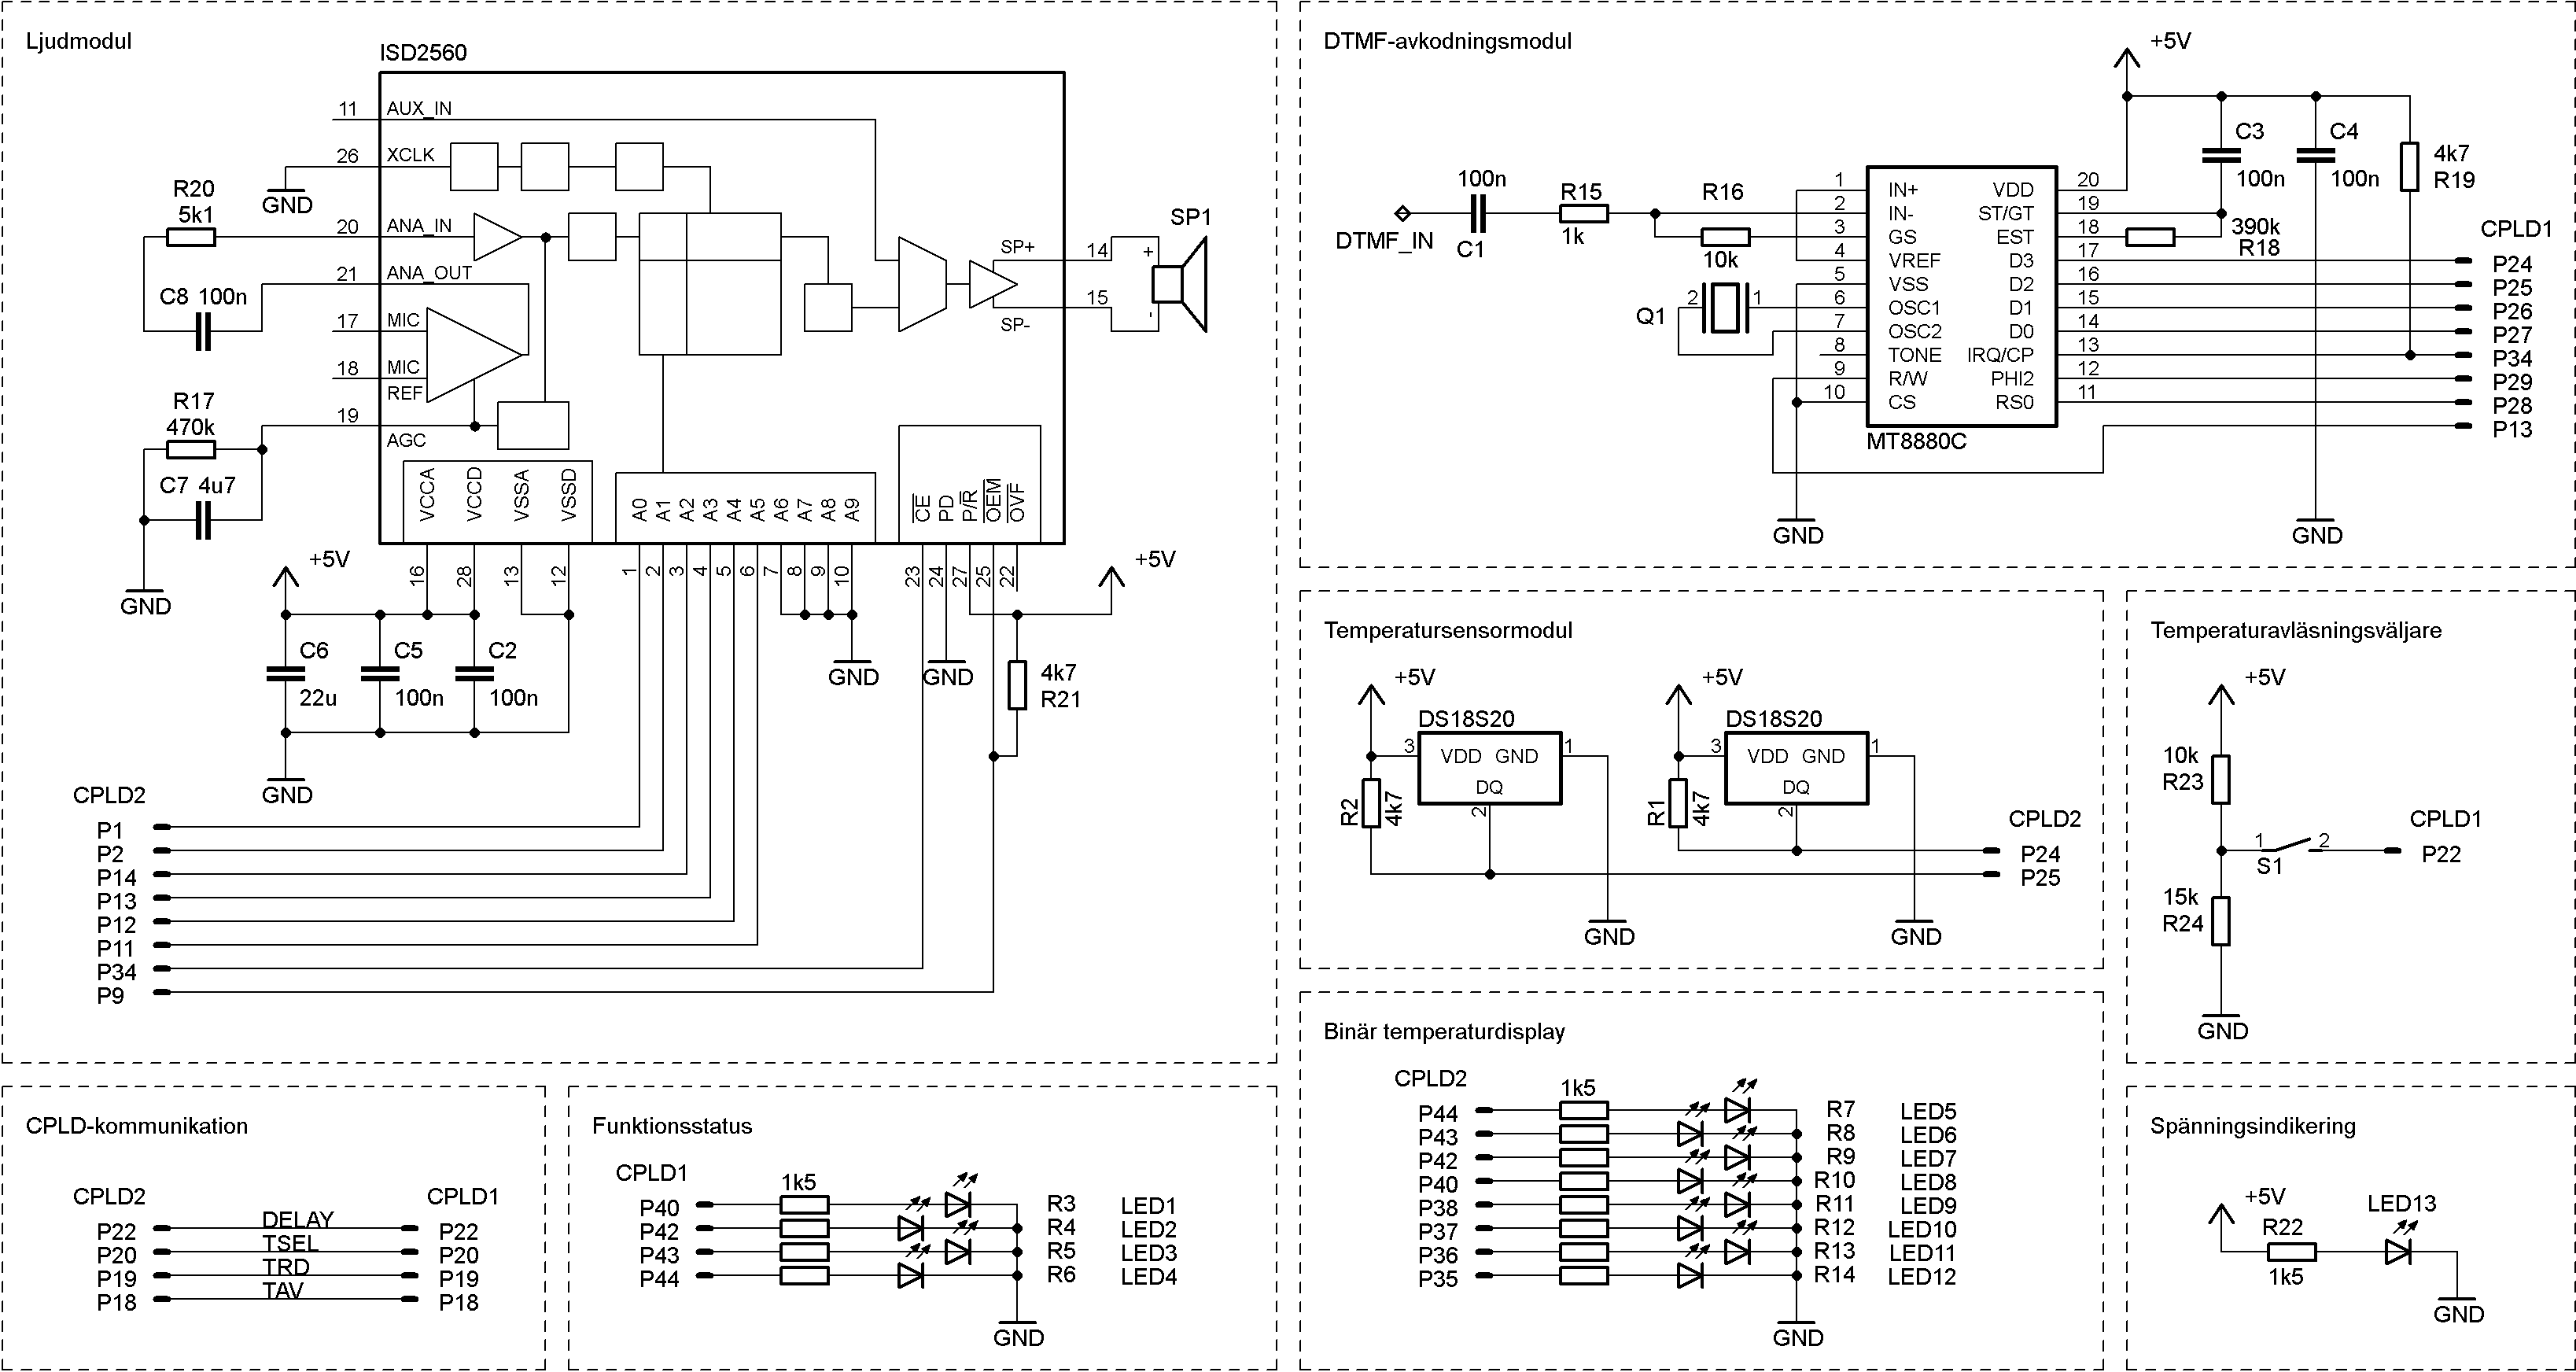 Ljudmodul
ISD2560
11 AUX_IN
26 XCLK
GND
R20
5k1
20 ANA_IN
21 ANA_OUT
C8 100n
17 MIC
18 MIC
REF
R17
470k
19
AGC
C7 4u7
GND
SP+
14
SP1
+
15
-
SP-
VCCA
VCCD
VSSA
VSSD
A0
A1
A2
A3
A4
A5
A6
A7
A8
A9
CE
PD
P/R
OEM
OVF
16
28
13
12
1
2
3
4
5
6
7
8
9
10
23
24
27
25
22
+5V
+5V
C6
22u
C5
100n
C2
100n
GND
GND
GND
4k7
R21
CPLD2
P1
P2
P14
P13
P12
P11
P34
P9
DTMF-avkodningsmodul
+5V
C3
100n
C4
100n
4k7
R19
DTMF_IN
100n
C1
R15
1k
R16
10k
Q1
2
1
1 IN+ VDD 20
2 IN- ST/GT 19
3 GS EST 18
4 VREF D3 17
5 VSS D2 16
6 OSC1 D1 15
7 OSC2 D0 14
8 TONE IRQ/CP 13
9 R/W PHI2 12
10 CS RS0 11
MT8880C
390k
R18
CPLD1
P24
P25
P26
P27
P34
P29
P28
P13
GND
GND
Temperatursensormodul
+5V
DS18S20
3 VDD GND 1
DQ
2
R2
4k7
GND
+5V
DS18S20
3 VDD GND 1
DQ
2
R1
4k7
GND
CPLD2
P24
P25
Temperaturavläsningsväljare
+5V
10k
R23
15k
R24
1 2
S1
CPLD1
P22
GND
CPLD-kommunikation
CPLD2 CPLD1
P22 DELAY P22
P20 TSEL P20
P19 TRD P19
P18 TAV P18
Funktionsstatus
CPLD1
1k5
P40 R3 LED1
P42 R4 LED2
P43 R5 LED3
P44 R6 LED4
GND
Binär temperaturdisplay
CPLD2
1k5
P44 R7 LED5
P43 R8 LED6
P42 R9 LED7
P40 R10 LED8
P38 R11 LED9
P37 R12 LED10
P36 R13 LED11
P35 R14 LED12
GND
Spänningsindikering
+5V
R22
1k5
LED13
GND